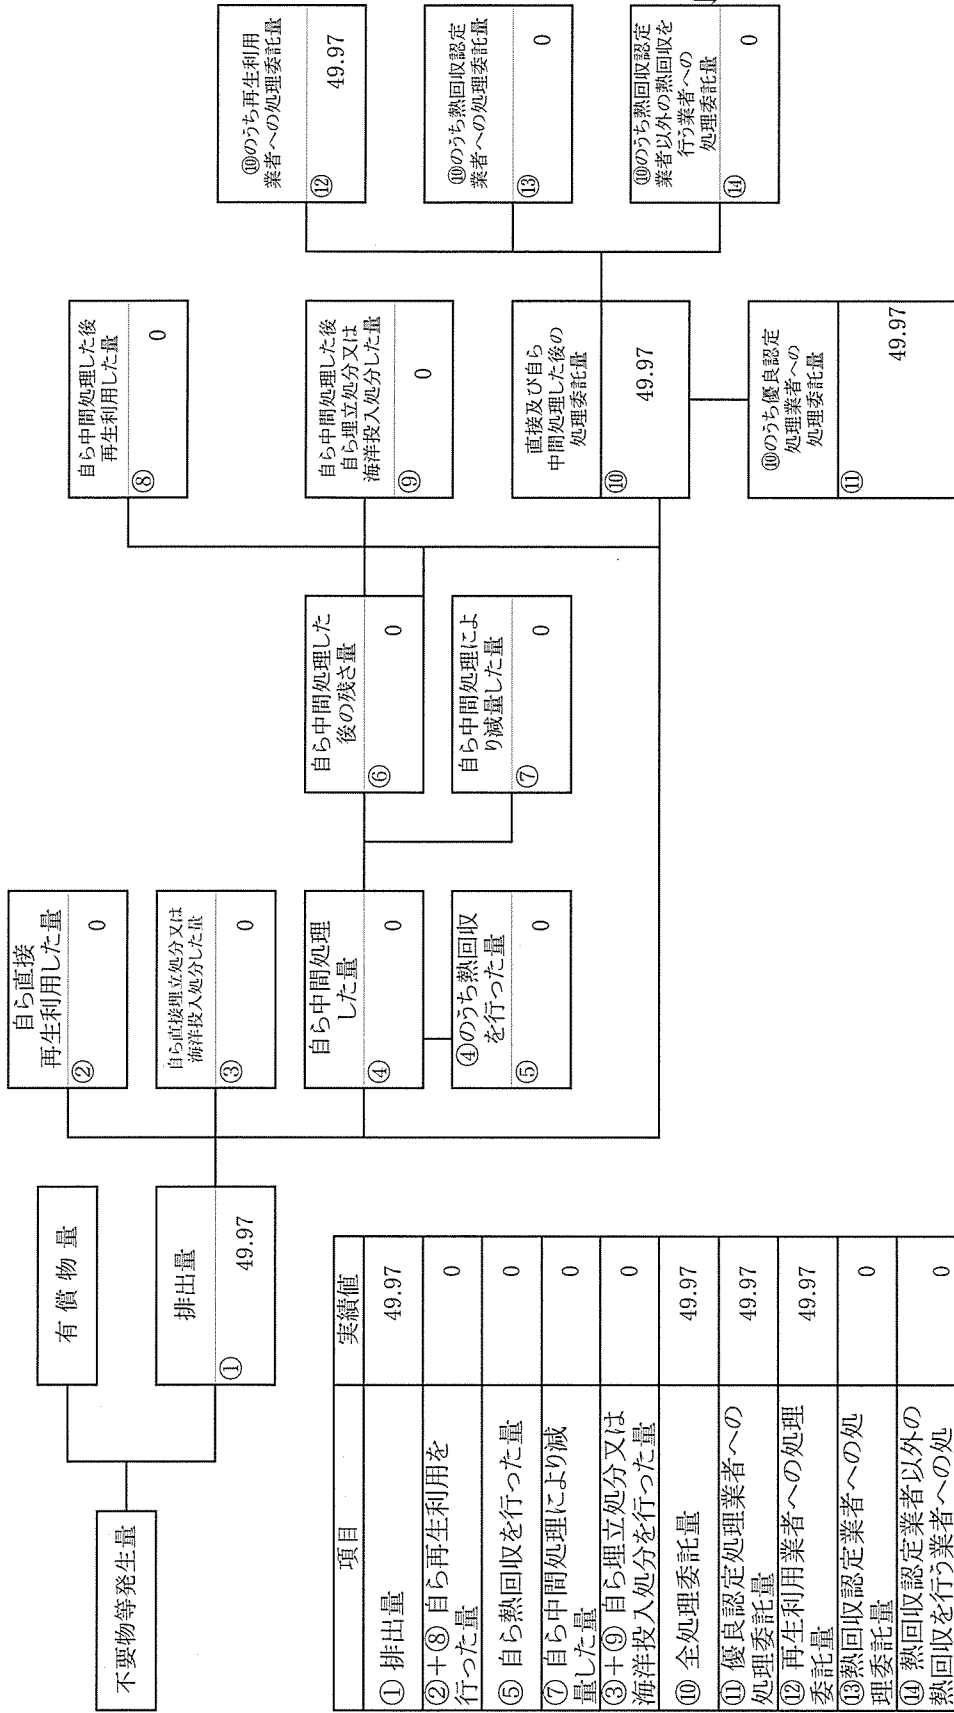 不要物等発生量
有償物量
排出量
①
49.97
自ら直接
再生利用した量
②
0
自ら直接埋立処分又は
海洋投入処分した量
③
0
自ら中間処理
した量
④
0
④のうち熱回収
を行った量
⑤
0
自ら中間処理した
後の残さ量
⑥
0
自ら中間処理によ
り減量した量
⑦
0
自ら中間処理した後
再生利用した量
⑧
0
自ら中間処理した後
自ら埋立処分又は
海洋投入処分した量
⑨
0
直接及び自ら
中間処理した後の
処理委託量
⑩
49.97
⑩のうち優良認定
処理業者への
処理委託量
⑪
49.97
⑩のうち再生利用
業者への処理委託量
⑫
49.97
⑩のうち熱回収認定
業者への処理委託量
⑬
0
⑩のうち熱回収認定
業者以外の熱回収を
行う業者への
処理委託量
⑭
0
項目 実績値
① 排出量 49.97
②+⑧ 自ら再生利用を
行った量 0
⑤ 自ら熱回収を行った量 0
⑦ 自ら中間処理により減
量した量 0
③+⑨ 自ら埋立処分又は
海洋投入処分を行った量 0
⑩ 全処理委託量 49.97
⑪ 優良認定処理業者への
処理委託量 49.97
⑫ 再生利用業者への処理
委託量 49.97
⑬熱回収認定業者への処
理委託量 0
⑭ 熱回収認定業者以外の
熱回収を行う業者への処 0